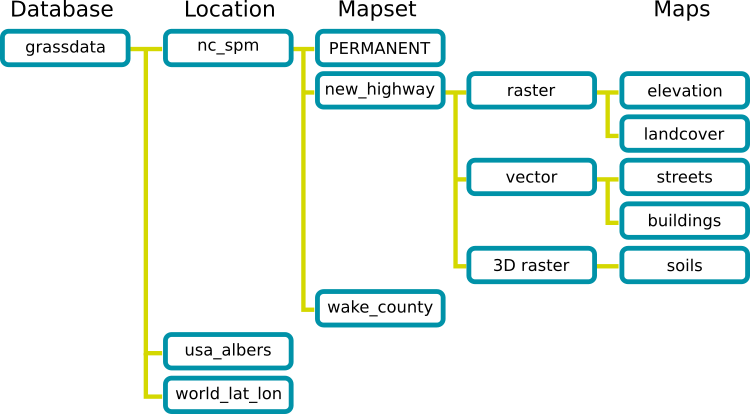 Database
Location
Mapset
Maps
grassdata
nc_spm
PERMANENT
new_highway
raster
elevation
landcover
vector
streets
buildings
3D raster
soils
wake_county
usa_albers
world_lat_lon